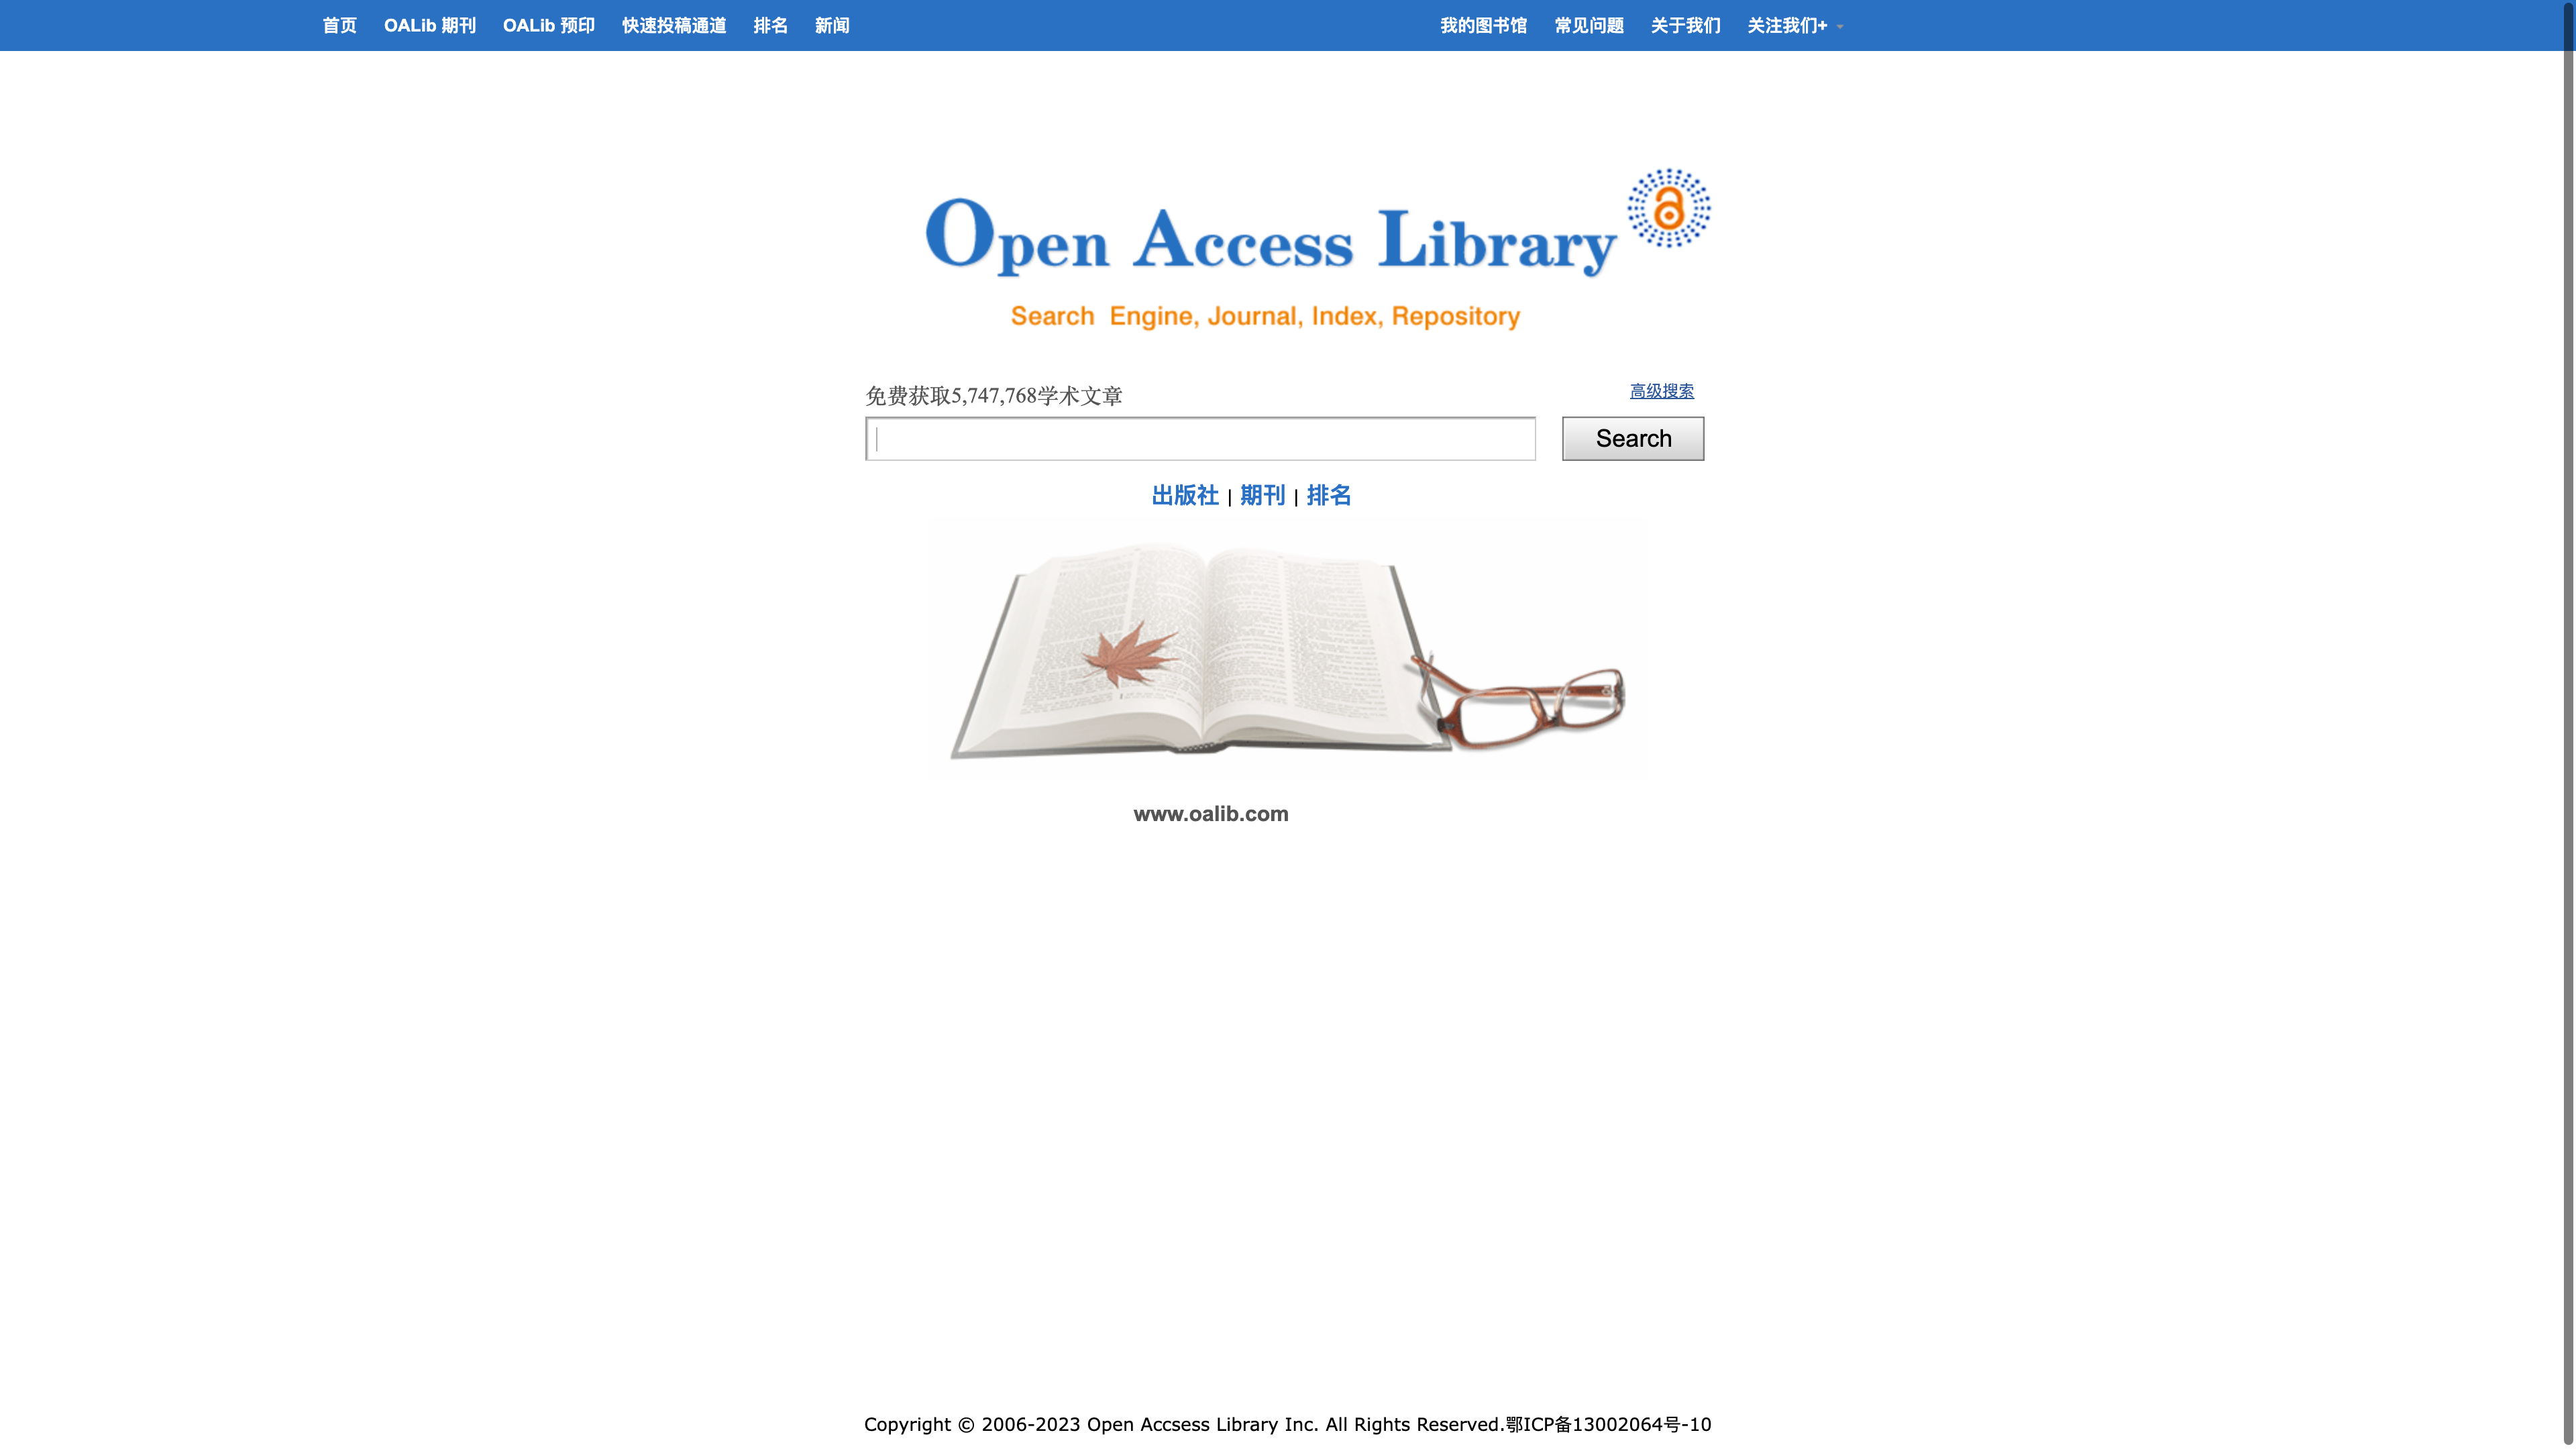 首页 OALib 期刊 OALib 预印 快速投稿通道 排名 新闻 我的图书馆 常见问题 关于我们 关注我们+
Open Access Library
Search Engine, Journal, Index, Repository
免费获取5,747,768学术文章 高级搜索
Search
出版社 | 期刊 | 排名
www.oalib.com
Copyright © 2006-2023 Open Accsess Library Inc. All Rights Reserved.鄂ICP备13002064号-10